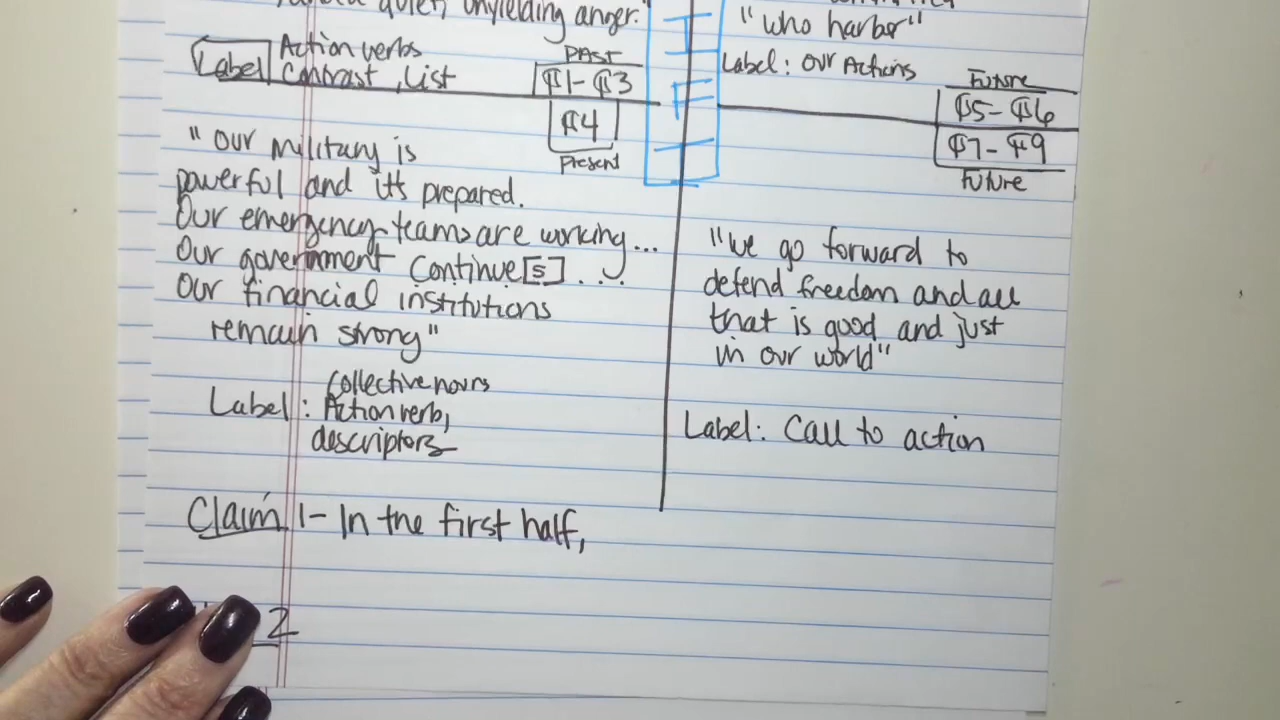 quiet, unyielding anger."
Label Action verbs
Contrast, List
PAST
¶1-¶3
¶4
Present
"Our military is
powerful and it's prepared.
Our emergency teams are working...
Our government continue[s]...
Our financial institutions
remain strong"
Label: Collective nouns
Action verb,
descriptors
I
F
"who harbor"
Label: Our Actions
Future
¶5-¶6
¶7-¶9
Future
"We go forward to
defend freedom and all
that is good and just
in our world"
Label: Call to action
Claim 1- In the first half,
2